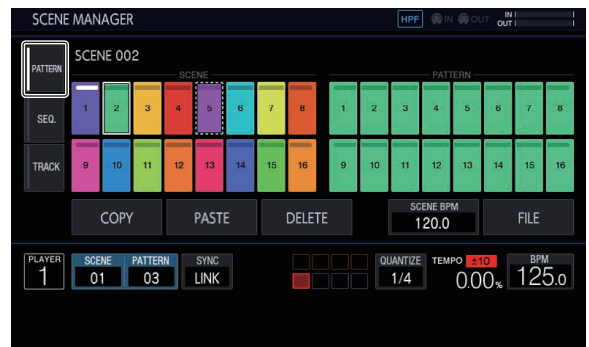 SCENE MANAGER
HPF IN OUT IN OUT
PATTERN
SCENE 002
SCENE PATTERN
1 2 3 4 5 6 7 8 1 2 3 4 5 6 7 8
SEQ.
TRACK
9 10 11 12 13 14 15 16 9 10 11 12 13 14 15 16
COPY PASTE DELETE SCENE BPM 120.0 FILE
PLAYER SCENE PATTERN SYNC QUANTIZE TEMPO ±10 BPM
1 01 03 LINK 1/4 0.00% 125.0